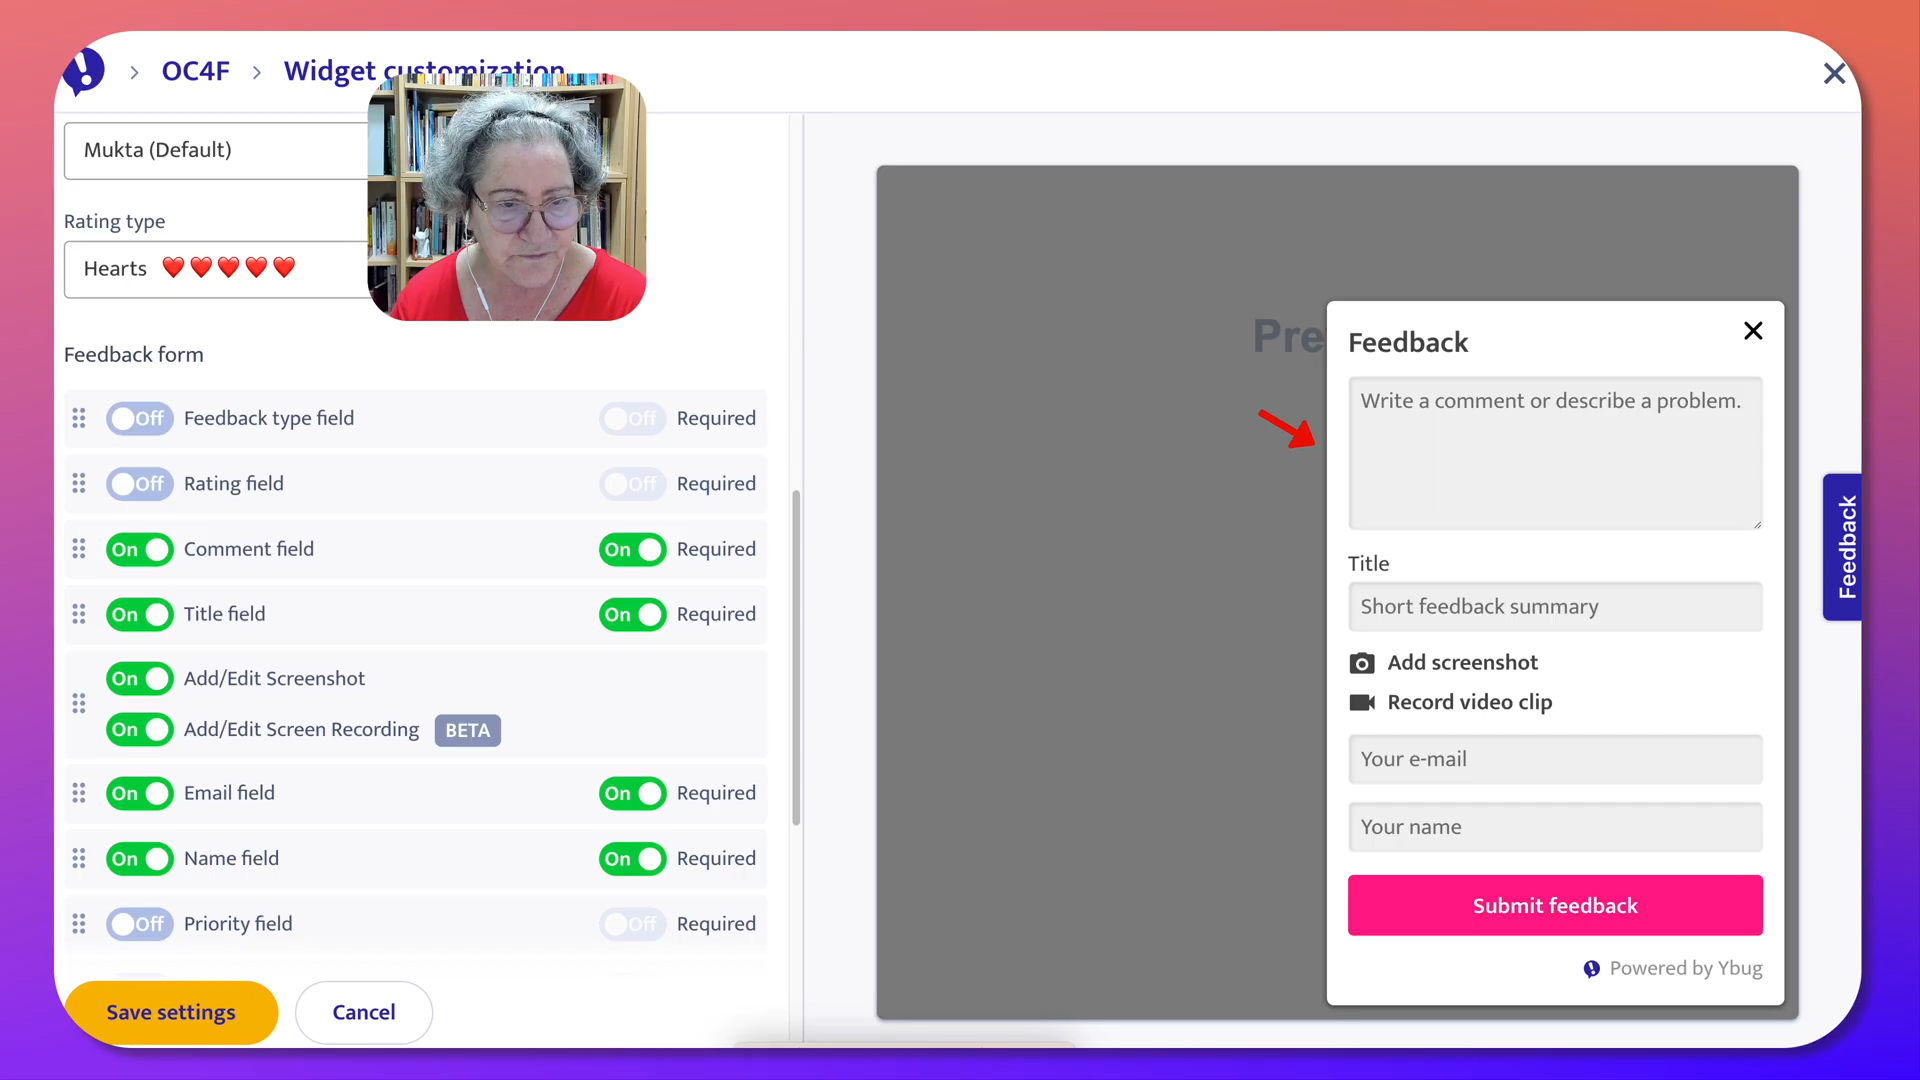 OC4F
Widget customization
Mukta (Default)
Rating type
Hearts
Feedback form
Off Feedback type field Off Required
Off Rating field Off Required
On Comment field On Required
On Title field On Required
On Add/Edit Screenshot
On Add/Edit Screen Recording BETA
On Email field On Required
On Name field On Required
Off Priority field Off Required
Save settings
Cancel
Pre
Feedback
Write a comment or describe a problem.
Title
Short feedback summary
Add screenshot
Record video clip
Your e-mail
Your name
Submit feedback
Powered by Ybug
Feedback